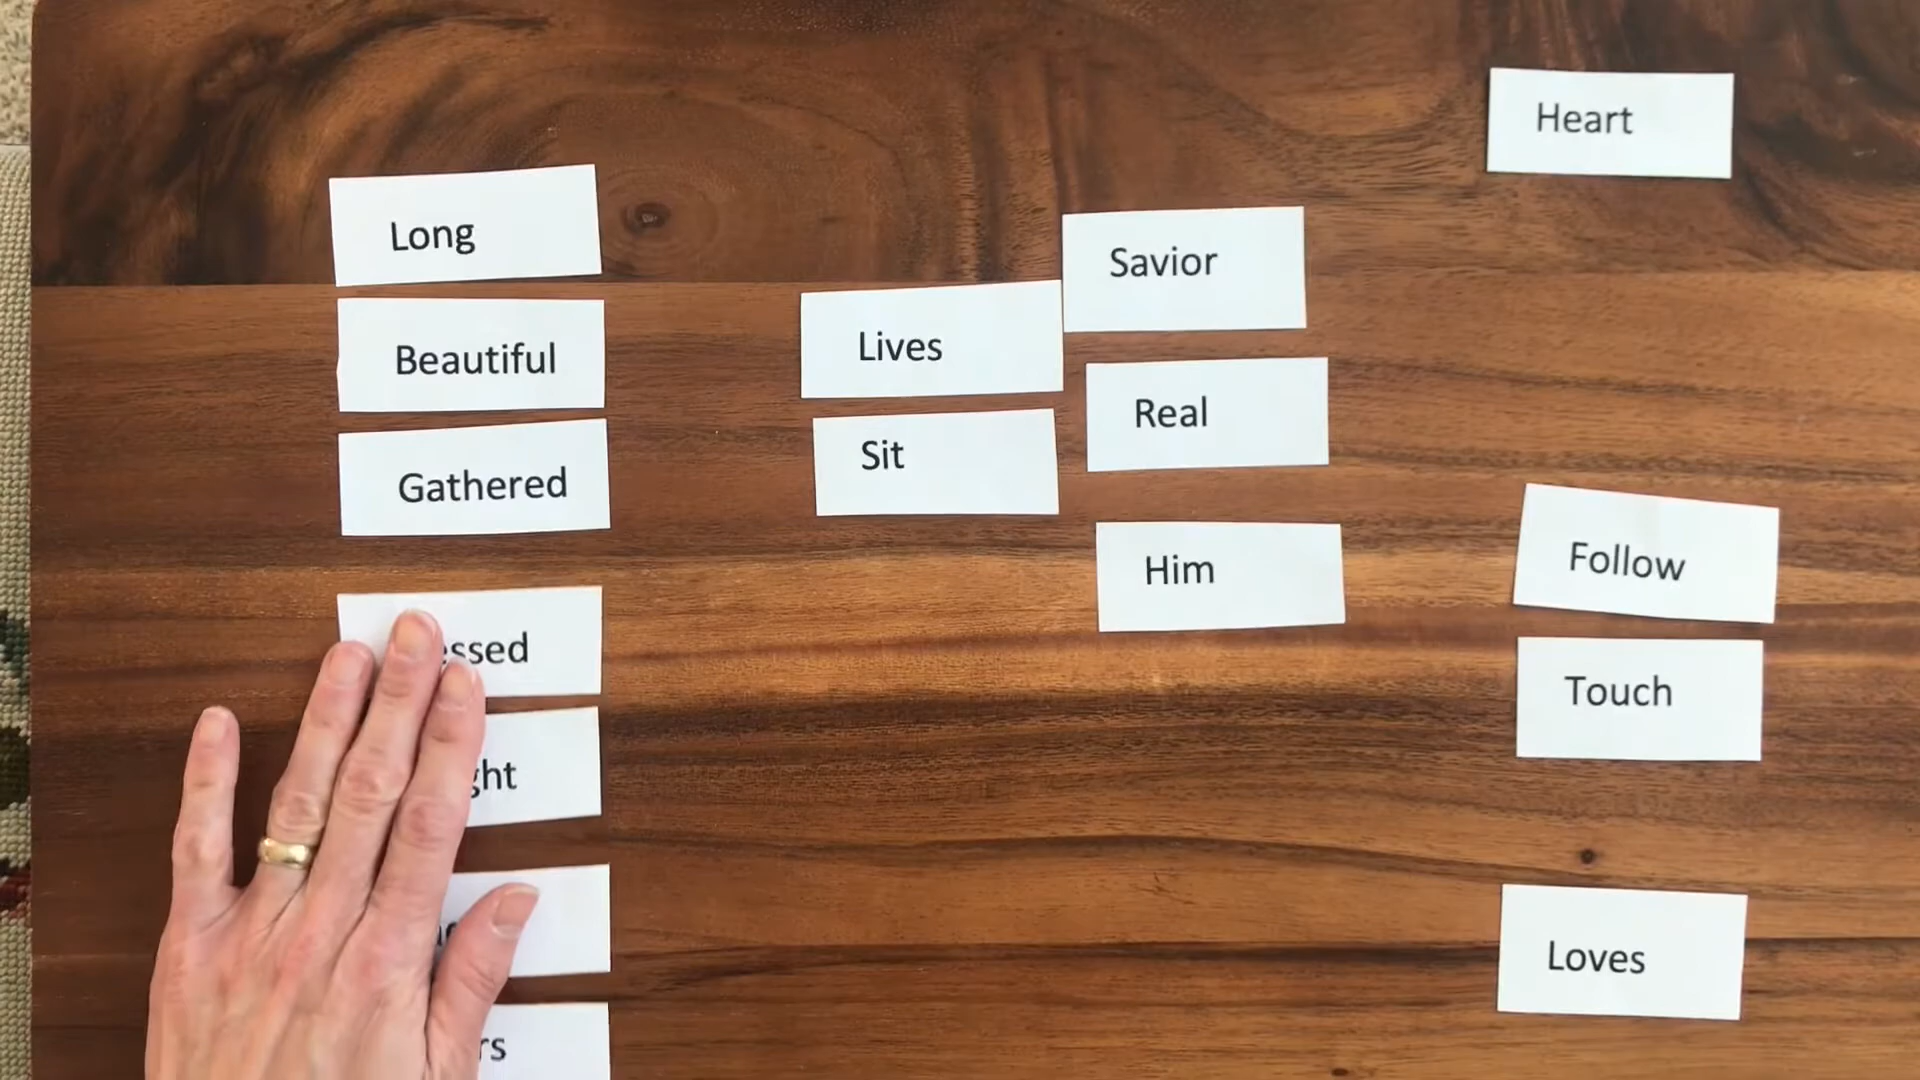 Long
Beautiful
Gathered
Lives
Sit
Savior
Real
Him
Heart
Follow
Touch
Loves